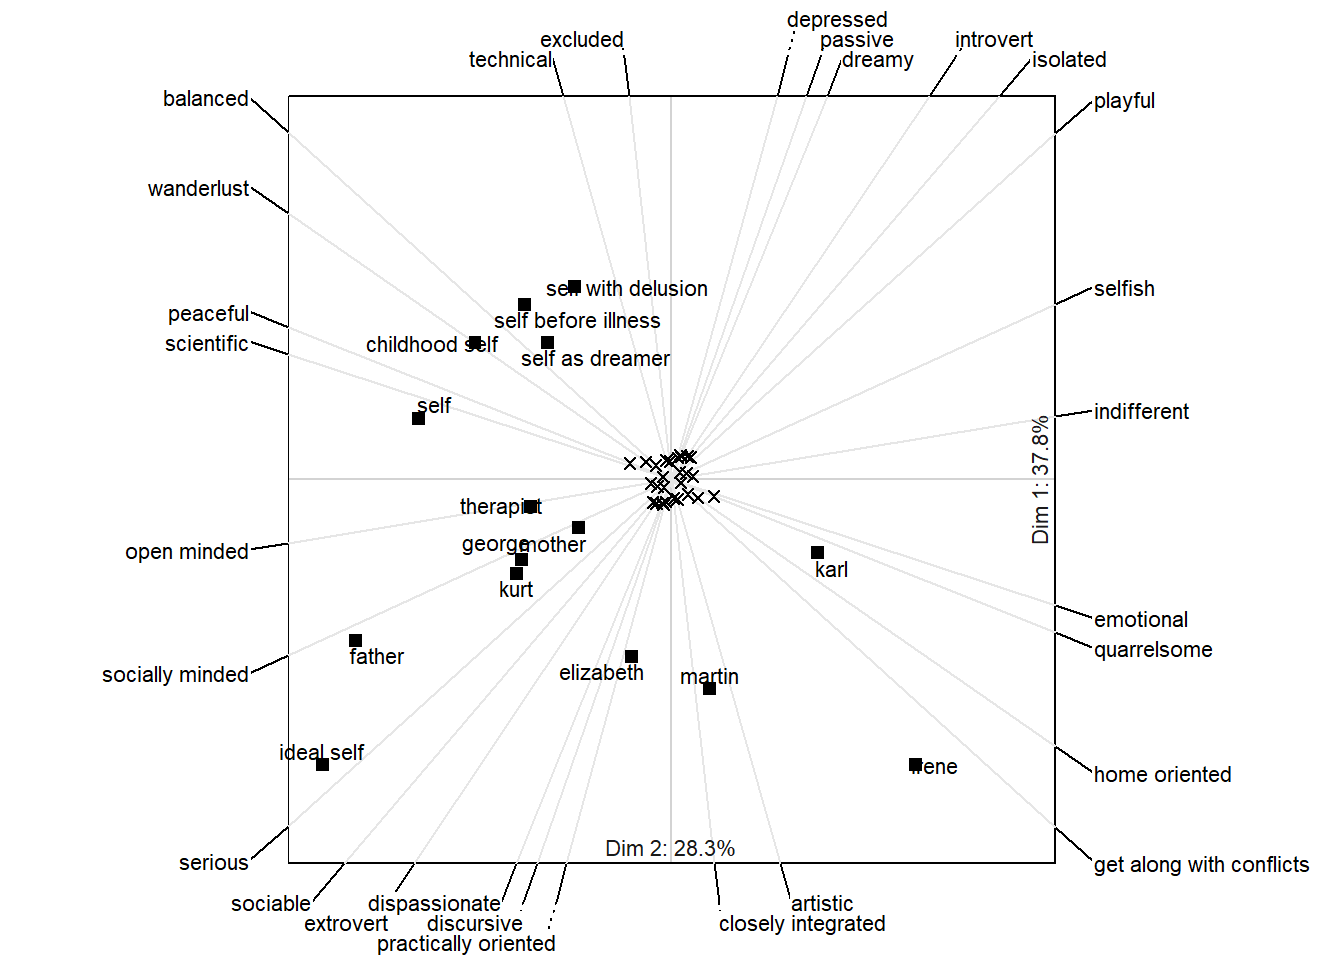 depressed
excluded
passive
introvert
technical
dreamy
isolated
balanced
playful
wanderlust
self with delusion
selfish
peaceful
self before illness
scientific
childhood self
self as dreamer
self
indifferent
Dim 1: 37.8%
therapist
open minded
george
mother
karl
kurt
emotional
quarrelsome
father
elizabeth
martin
socially minded
ideal self
irene
home oriented
Dim 2: 28.3%
serious
get along with conflicts
sociable
dispassionate
artistic
extrovert
discursive
closely integrated
practically oriented